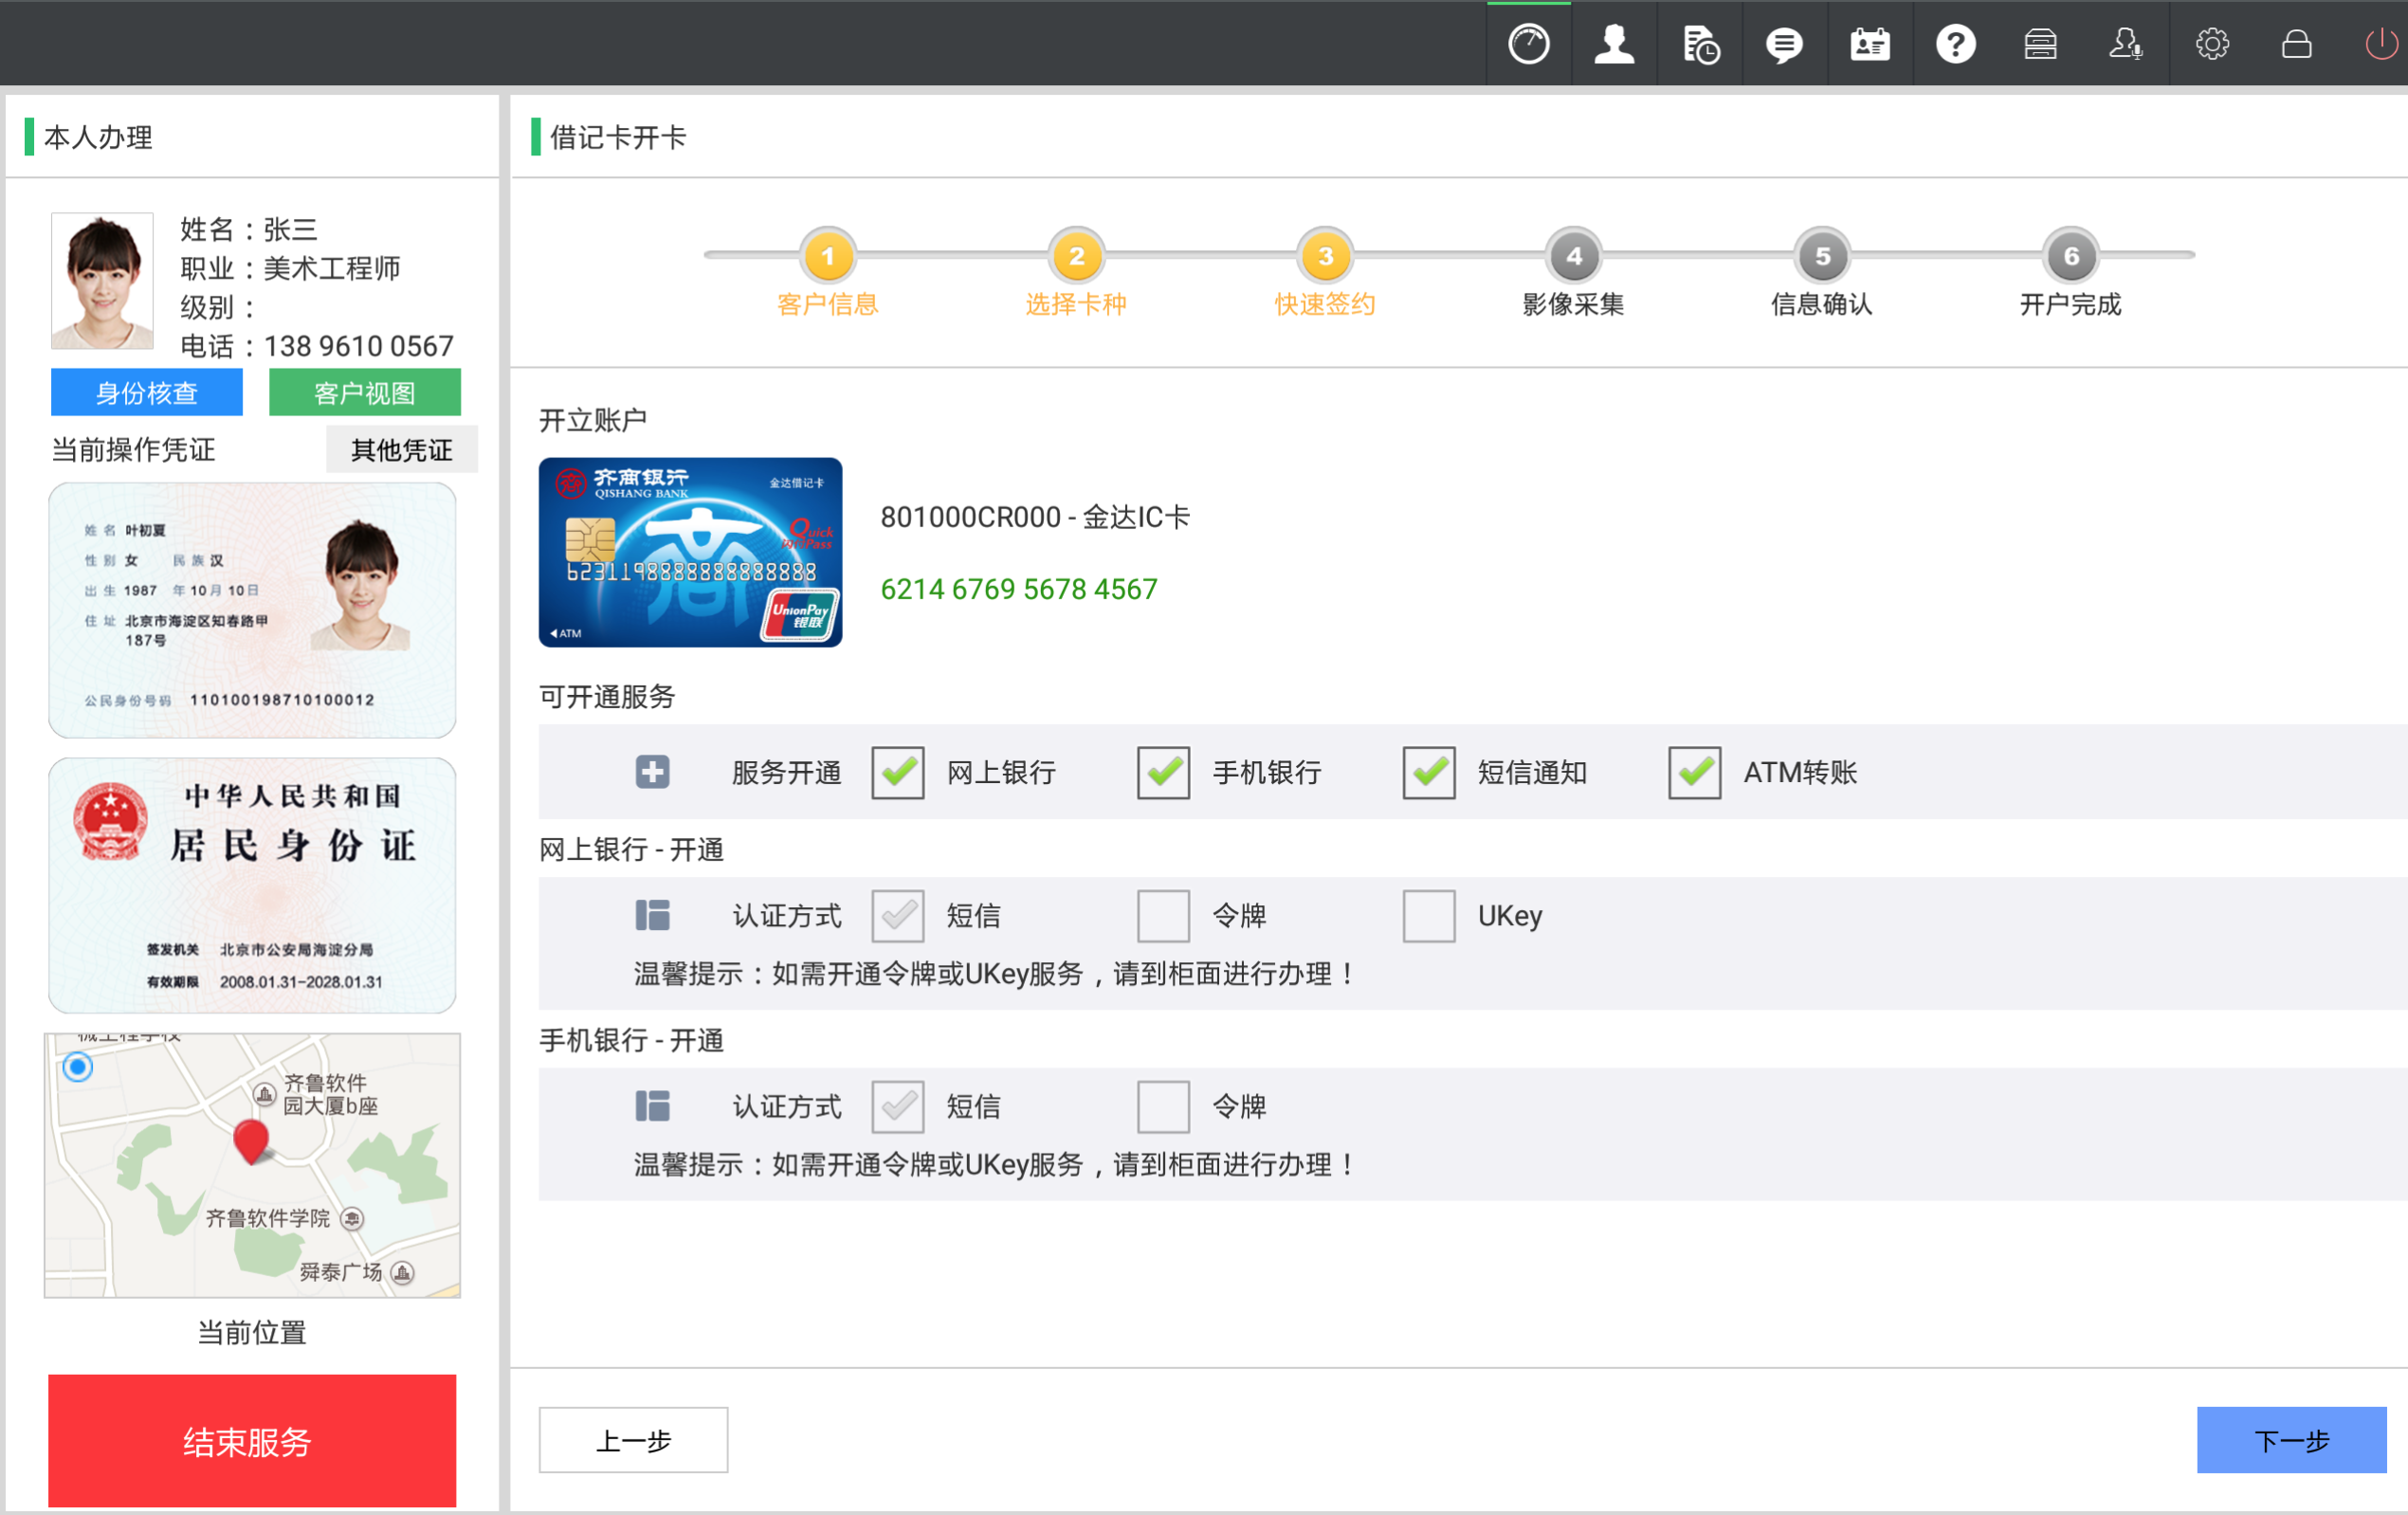 本人办理
姓名：张三
职业：美术工程师
级别：
电话：138 9610 0567
身份核查
客户视图
当前操作凭证
其他凭证
姓名 叶初夏
性别 女 民族 汉
出生 1987 年 10 月 10 日
住址 北京市海淀区知春路甲
187号
公民身份号码 110100198710100012
中华人民共和国
居民身份证
签发机关 北京市公安局海淀分局
有效期限 2008.01.31-2028.01.31
齐鲁软件
园大厦b座
齐鲁软件学院
舜泰广场
当前位置
结束服务
借记卡开卡
1 2 3 4 5 6
客户信息 选择卡种 快速签约 影像采集 信息确认 开户完成
开立账户
齐商银行
QISHANG BANK
金达借记卡
Quick
Pass
6231198888888888888
UnionPay
银联
ATM
801000CR000 - 金达IC卡
6214 6769 5678 4567
可开通服务
服务开通 网上银行 手机银行 短信通知 ATM转账
网上银行 - 开通
认证方式 短信 令牌 UKey
温馨提示：如需开通令牌或UKey服务，请到柜面进行办理！
手机银行 - 开通
认证方式 短信 令牌
温馨提示：如需开通令牌或UKey服务，请到柜面进行办理！
上一步
下一步